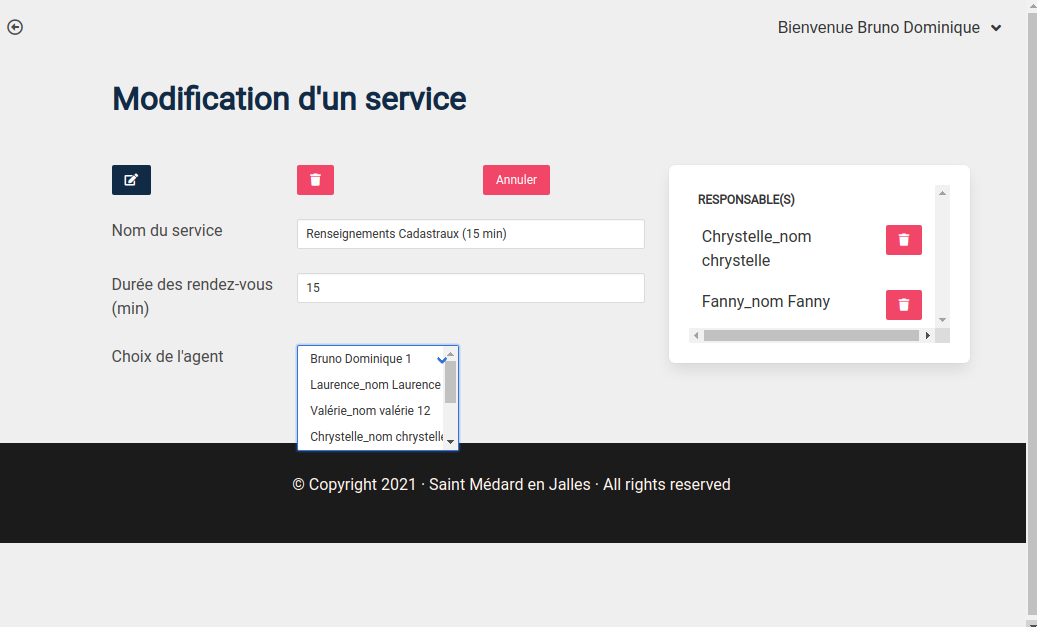 Bienvenue Bruno Dominique
Modification d'un service
Annuler
Nom du service
Renseignements Cadastraux (15 min)
Durée des rendez-vous
(min)
15
Choix de l'agent
Bruno Dominique 1
Laurence_nom Laurence
Valérie_nom valérie 12
Chrystelle_nom chrystelle
RESPONSABLE(S)
Chrystelle_nom
chrystelle
Fanny_nom Fanny
© Copyright 2021 · Saint Médard en Jalles · All rights reserved